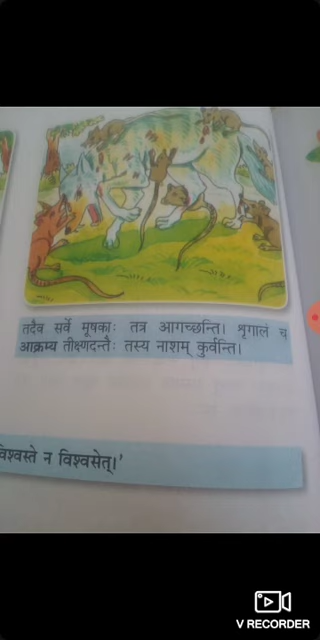 तदैव सर्वे मूषकाः तत्र आगच्छन्ति। शृगालं च
आक्रम्य तीक्ष्णदन्तैः तस्य नाशम् कुर्वन्ति।
विश्वस्ते न विश्वसेत्।'
V RECORDER